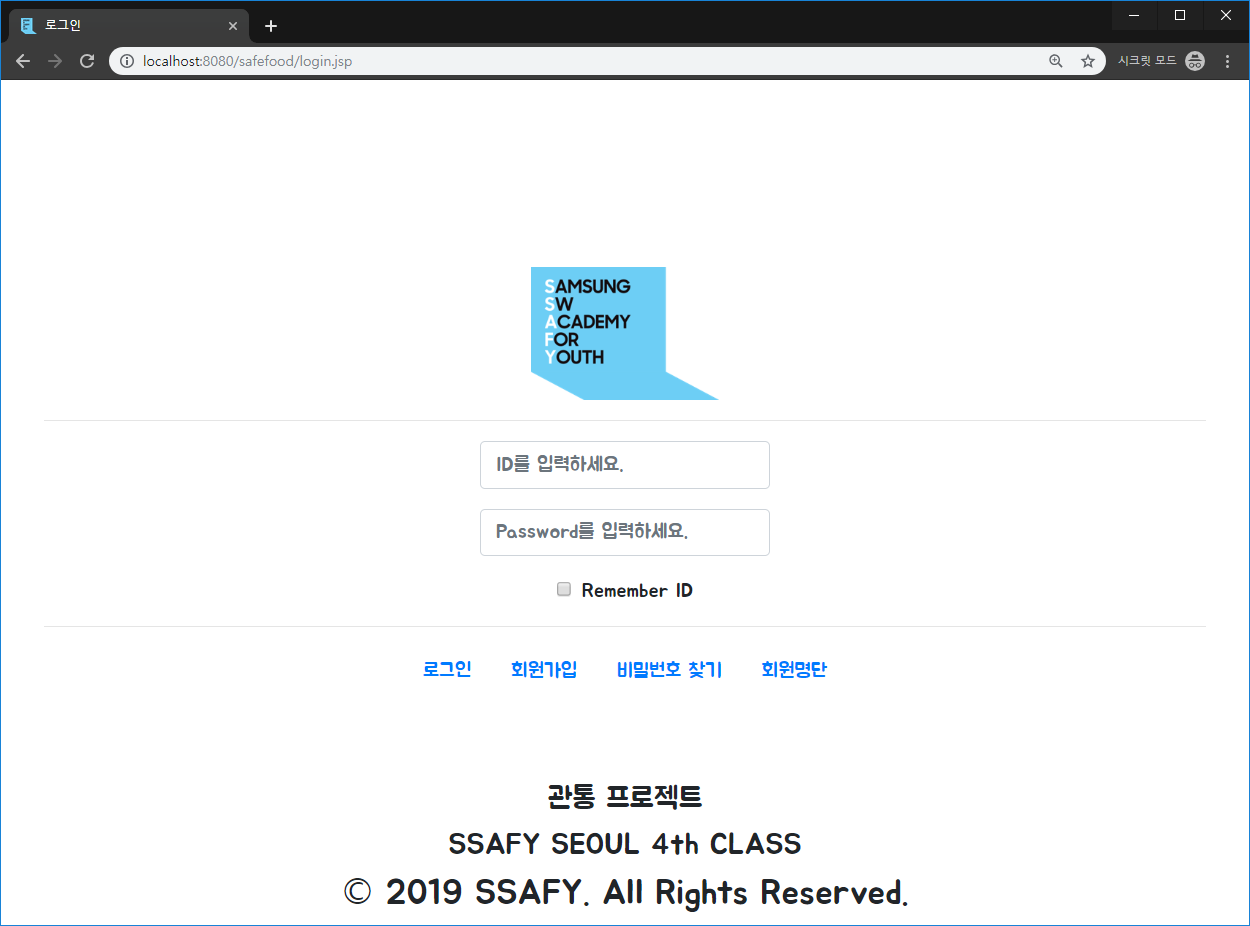 로그인
localhost:8080/safefood/login.jsp
시크릿 모드
SAMSUNG
SW
ACADEMY
FOR
YOUTH
ID를 입력하세요.
Password를 입력하세요.
Remember ID
로그인 회원가입 비밀번호 찾기 회원명단
관통 프로젝트
SSAFY SEOUL 4th CLASS
© 2019 SSAFY. All Rights Reserved.